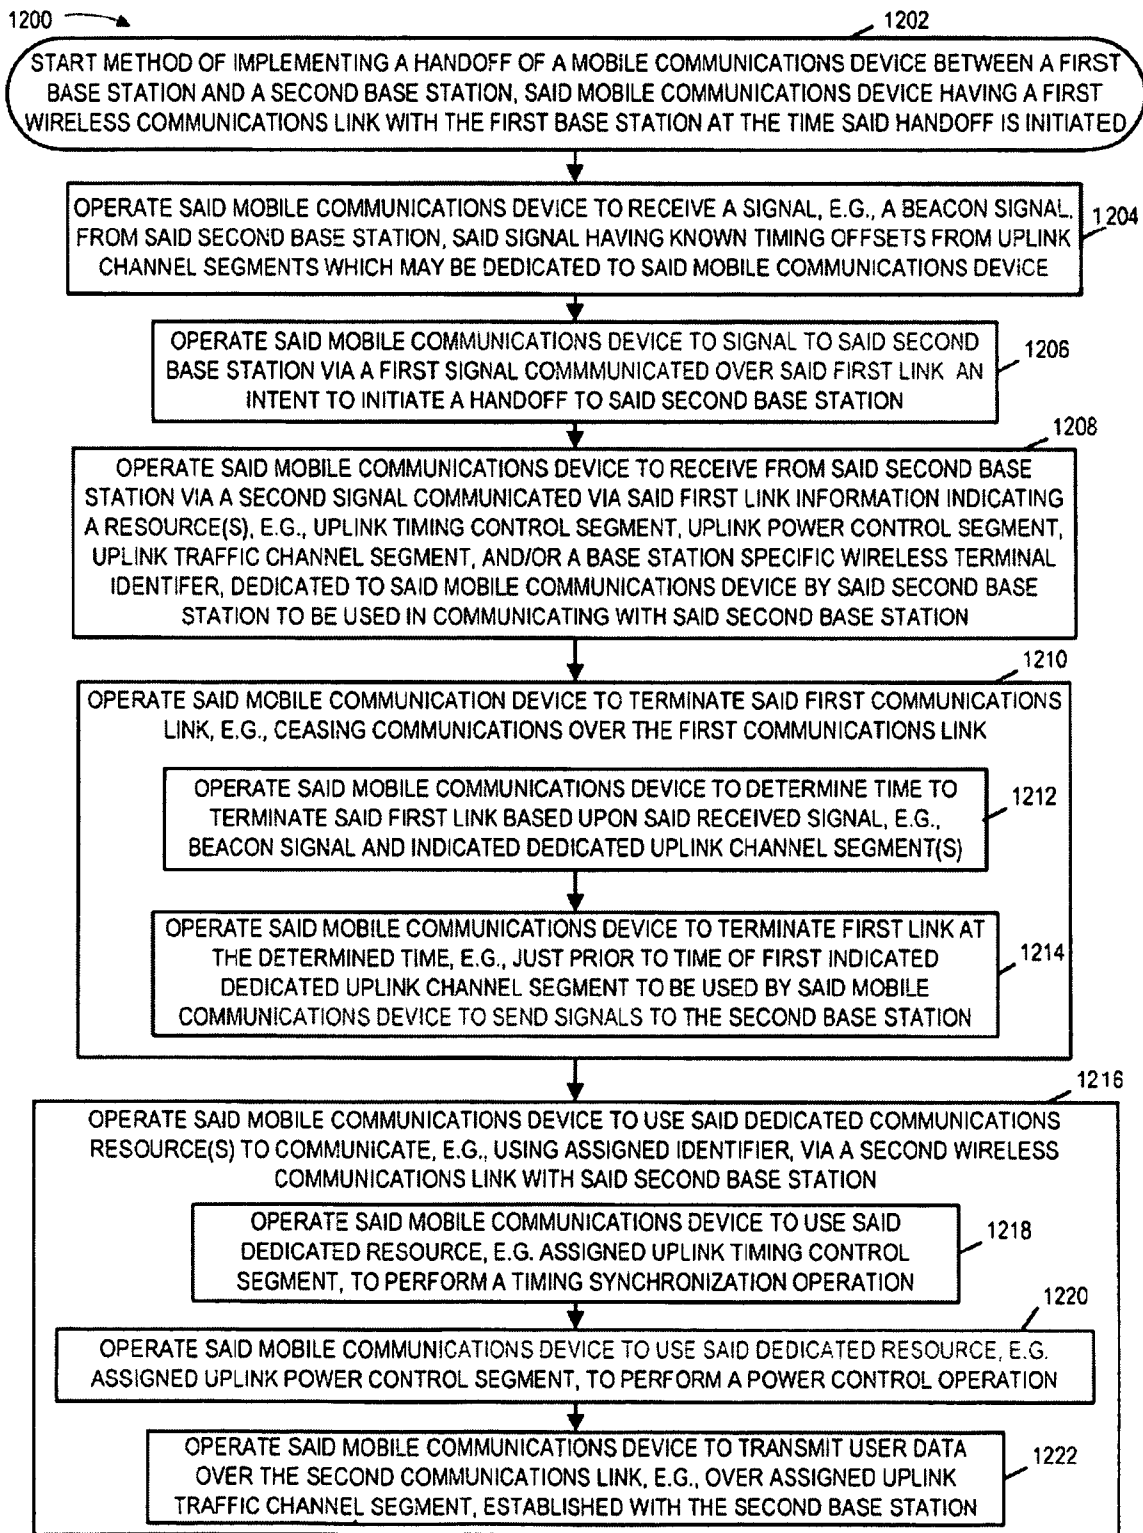 1200
1202
START METHOD OF IMPLEMENTING A HANDOFF OF A MOBILE COMMUNICATIONS DEVICE BETWEEN A FIRST
BASE STATION AND A SECOND BASE STATION, SAID MOBILE COMMUNICATIONS DEVICE HAVING A FIRST
WIRELESS COMMUNICATIONS LINK WITH THE FIRST BASE STATION AT THE TIME SAID HANDOFF IS INITIATED
1204
OPERATE SAID MOBILE COMMUNICATIONS DEVICE TO RECEIVE A SIGNAL, E.G., A BEACON SIGNAL,
FROM SAID SECOND BASE STATION, SAID SIGNAL HAVING KNOWN TIMING OFFSETS FROM UPLINK
CHANNEL SEGMENTS WHICH MAY BE DEDICATED TO SAID MOBILE COMMUNICATIONS DEVICE
1206
OPERATE SAID MOBILE COMMUNICATIONS DEVICE TO SIGNAL TO SAID SECOND
BASE STATION VIA A FIRST SIGNAL COMMMUNICATED OVER SAID FIRST LINK AN
INTENT TO INITIATE A HANDOFF TO SAID SECOND BASE STATION
1208
OPERATE SAID MOBILE COMMUNICATIONS DEVICE TO RECEIVE FROM SAID SECOND BASE
STATION VIA A SECOND SIGNAL COMMUNICATED VIA SAID FIRST LINK INFORMATION INDICATING
A RESOURCE(S), E.G., UPLINK TIMING CONTROL SEGMENT, UPLINK POWER CONTROL SEGMENT,
UPLINK TRAFFIC CHANNEL SEGMENT, AND/OR A BASE STATION SPECIFIC WIRELESS TERMINAL
IDENTIFER, DEDICATED TO SAID MOBILE COMMUNICATIONS DEVICE BY SAID SECOND BASE
STATION TO BE USED IN COMMUNICATING WITH SAID SECOND BASE STATION
1210
OPERATE SAID MOBILE COMMUNICATION DEVICE TO TERMINATE SAID FIRST COMMUNICATIONS
LINK, E.G., CEASING COMMUNICATIONS OVER THE FIRST COMMUNICATIONS LINK
1212
OPERATE SAID MOBILE COMMUNICATIONS DEVICE TO DETERMINE TIME TO
TERMINATE SAID FIRST LINK BASED UPON SAID RECEIVED SIGNAL, E.G.,
BEACON SIGNAL AND INDICATED DEDICATED UPLINK CHANNEL SEGMENT(S)
1214
OPERATE SAID MOBILE COMMUNICATIONS DEVICE TO TERMINATE FIRST LINK AT
THE DETERMINED TIME, E.G., JUST PRIOR TO TIME OF FIRST INDICATED
DEDICATED UPLINK CHANNEL SEGMENT TO BE USED BY SAID MOBILE
COMMUNICATIONS DEVICE TO SEND SIGNALS TO THE SECOND BASE STATION
1216
OPERATE SAID MOBILE COMMUNICATIONS DEVICE TO USE SAID DEDICATED COMMUNICATIONS
RESOURCE(S) TO COMMUNICATE, E.G., USING ASSIGNED IDENTIFIER, VIA A SECOND WIRELESS
COMMUNICATIONS LINK WITH SAID SECOND BASE STATION
1218
OPERATE SAID MOBILE COMMUNICATIONS DEVICE TO USE SAID
DEDICATED RESOURCE, E.G. ASSIGNED UPLINK TIMING CONTROL
SEGMENT, TO PERFORM A TIMING SYNCHRONIZATION OPERATION
1220
OPERATE SAID MOBILE COMMUNICATIONS DEVICE TO USE SAID DEDICATED RESOURCE, E.G.
ASSIGNED UPLINK POWER CONTROL SEGMENT, TO PERFORM A POWER CONTROL OPERATION
1222
OPERATE SAID MOBILE COMMUNICATIONS DEVICE TO TRANSMIT USER DATA
OVER THE SECOND COMMUNICATIONS LINK, E.G., OVER ASSIGNED UPLINK
TRAFFIC CHANNEL SEGMENT, ESTABLISHED WITH THE SECOND BASE STATION